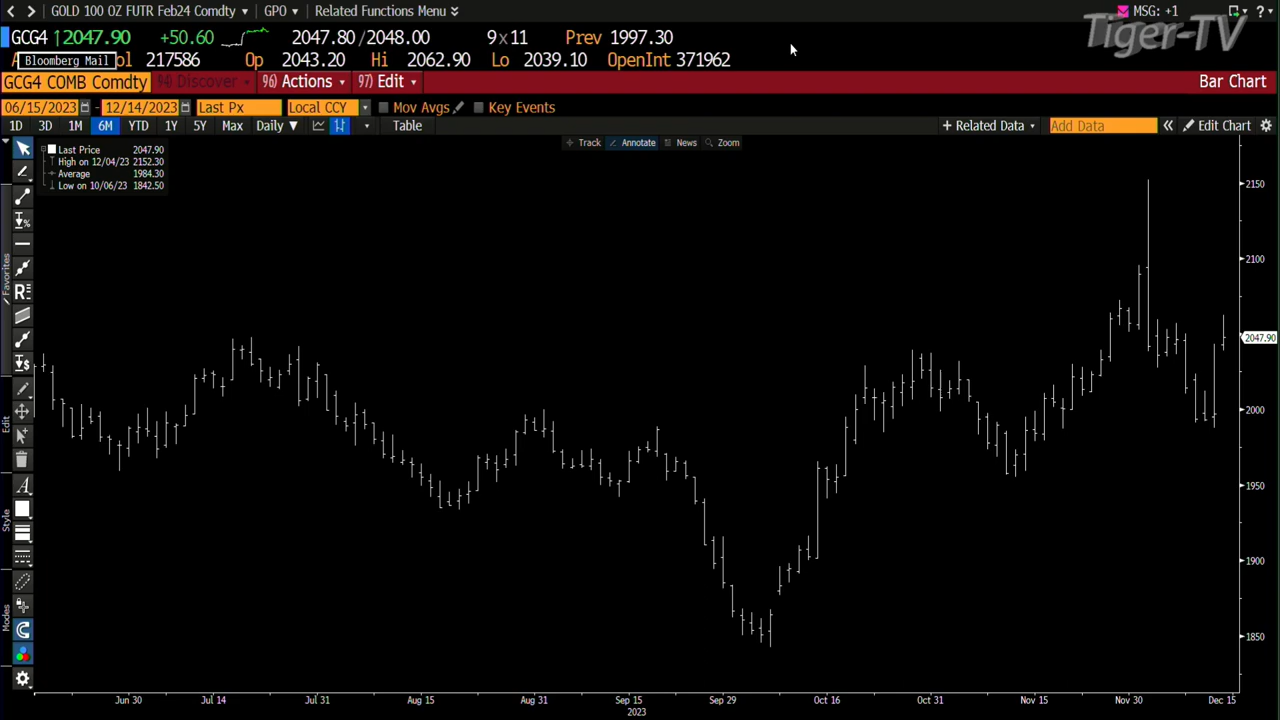 GOLD 100 OZ FUTR Feb24 Comdty GPO Related Functions Menu MSG: +1
Tiger-TV
GCG4 ↑2047.90 +50.60 2047.80/2048.00 9x11 Prev 1997.30
Bloomberg Mail ol 217586 Op 2043.20 Hi 2062.90 Lo 2039.10 OpenInt 371962
GCG4 COMB Comdty 94) Discover 96) Actions 97) Edit Bar Chart
06/15/2023 - 12/14/2023 Last Px Local CCY Mov Avgs Key Events
1D 3D 1M 6M YTD 1Y 5Y Max Daily ▼ Table + Related Data Add Data « Edit Chart
Track Annotate News Zoom
Last Price 2047.90
High on 12/04/23 2152.30
Average 1984.30
Low on 10/06/23 1842.50
Favorites
Edit
Style
Modes
2150
2100
2047.90
2000
1950
1900
1850
Jun 30 Jul 14 Jul 31 Aug 15 Aug 31 Sep 15 Sep 29 Oct 16 Oct 31 Nov 15 Nov 30 Dec 15
2023